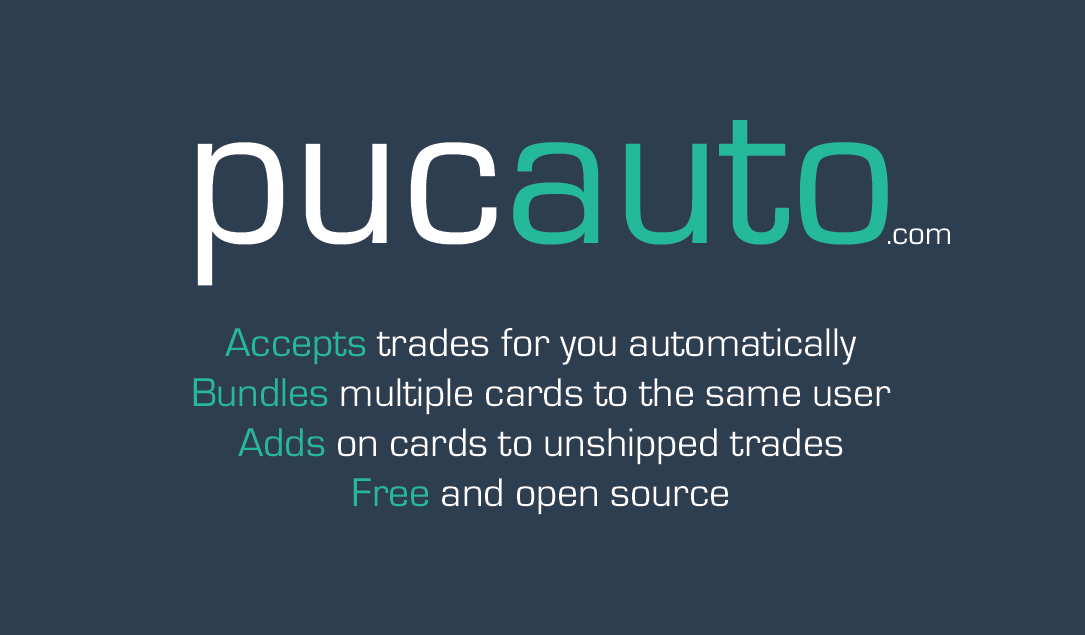 pucauto.com
Accepts trades for you automatically
Bundles multiple cards to the same user
Adds on cards to unshipped trades
Free and open source